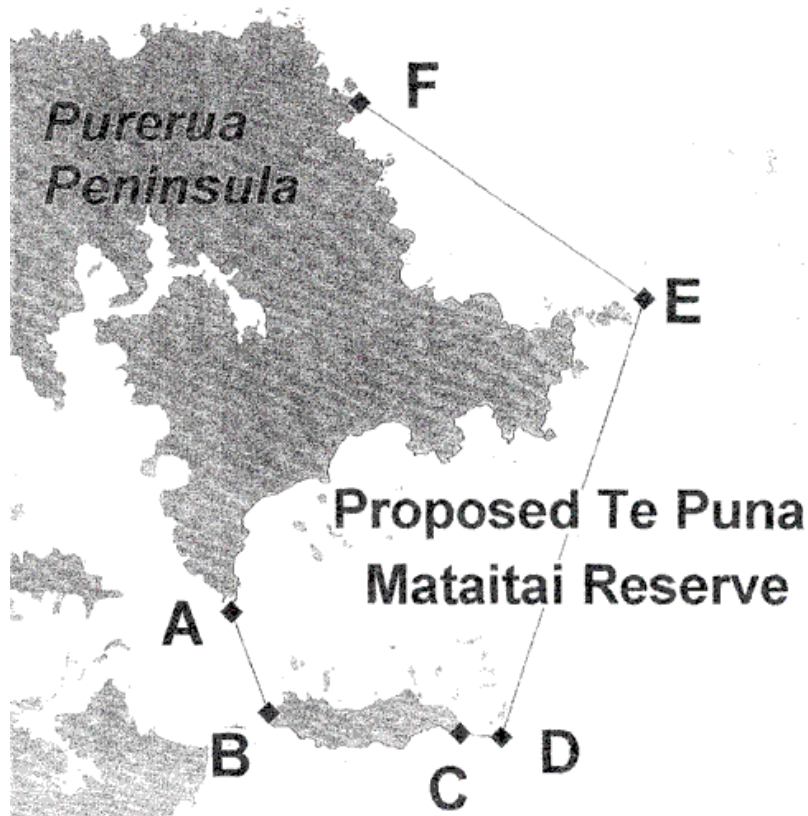 F
Purerua
Peninsula
E
Proposed Te Puna
Mataitai Reserve
A
B
C
D